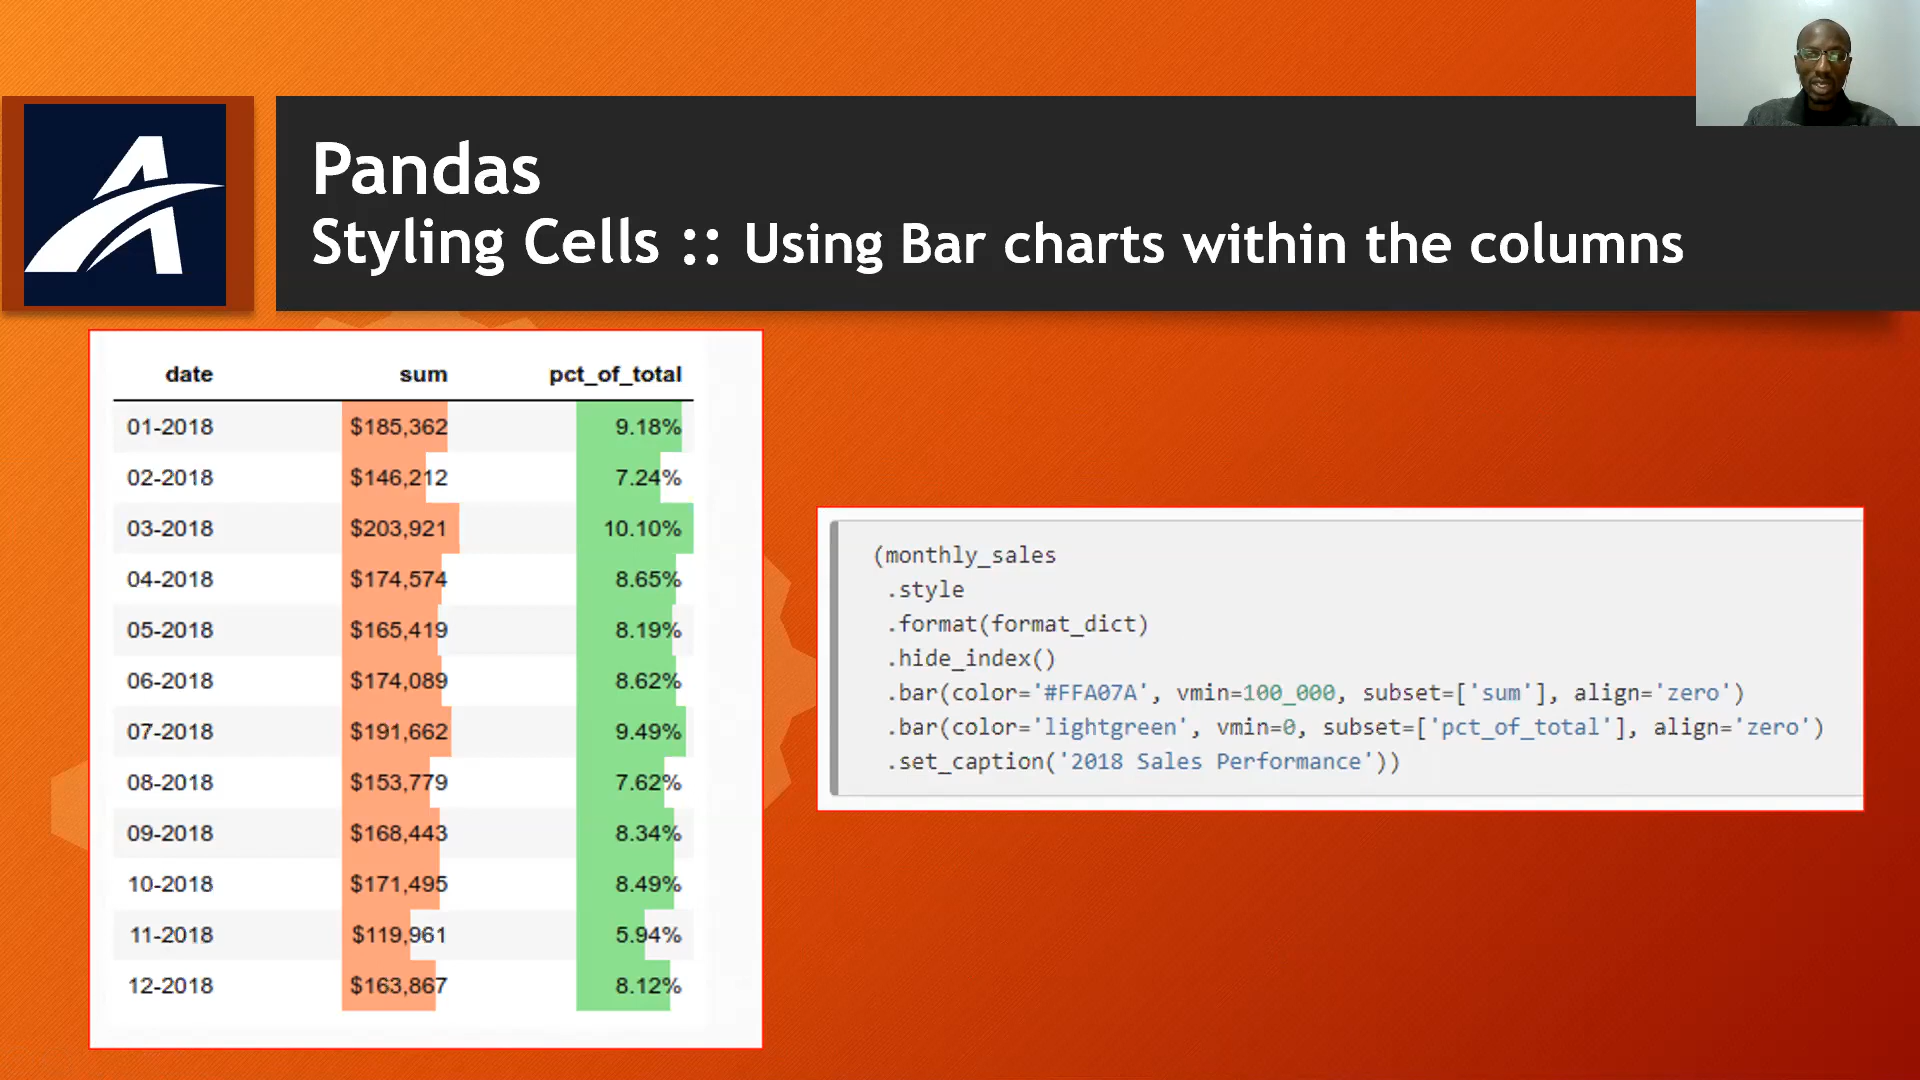 Pandas
Styling Cells :: Using Bar charts within the columns
date sum pct_of_total
01-2018 $185,362 9.18%
02-2018 $146,212 7.24%
03-2018 $203,921 10.10%
04-2018 $174,574 8.65%
05-2018 $165,419 8.19%
06-2018 $174,089 8.62%
07-2018 $191,662 9.49%
08-2018 $153,779 7.62%
09-2018 $168,443 8.34%
10-2018 $171,495 8.49%
11-2018 $119,961 5.94%
12-2018 $163,867 8.12%
(monthly_sales
.style
.format(format_dict)
.hide_index()
.bar(color='#FFA07A', vmin=100_000, subset=['sum'], align='zero')
.bar(color='lightgreen', vmin=0, subset=['pct_of_total'], align='zero')
.set_caption('2018 Sales Performance'))